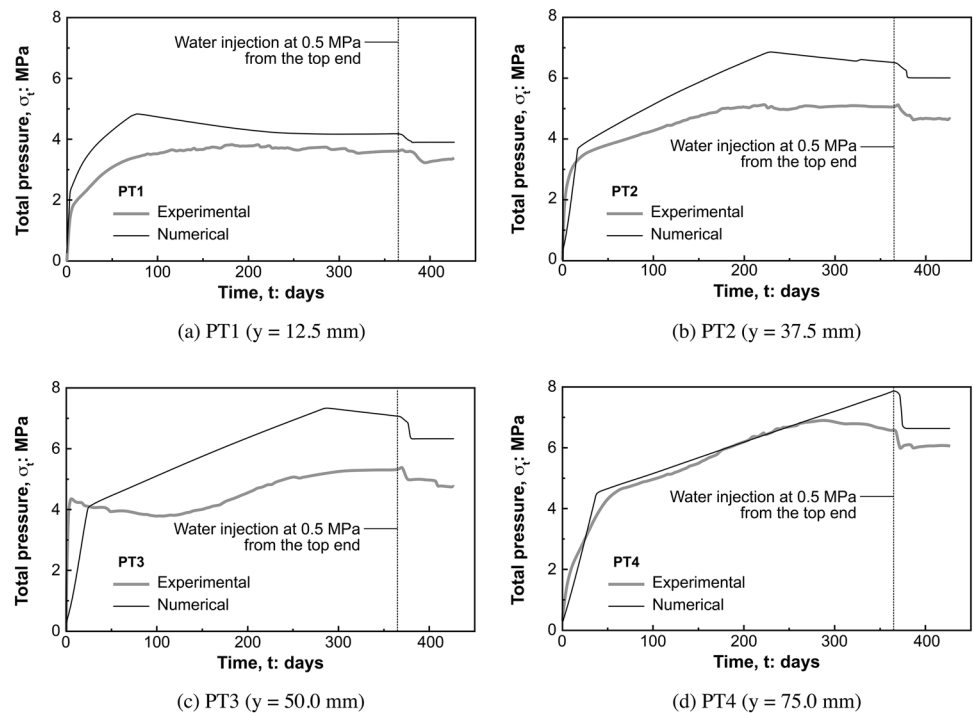 8
6
4
2
0
Total pressure, σt: MPa
Water injection at 0.5 MPa
from the top end
PT1
Experimental
Numerical
0
100
200
300
400
Time, t: days
(a) PT1 (y = 12.5 mm)
8
6
4
2
0
Total pressure, σt: MPa
Water injection at 0.5 MPa
from the top end
PT2
Experimental
Numerical
0
100
200
300
400
Time, t: days
(b) PT2 (y = 37.5 mm)
8
6
4
2
0
Total pressure, σt: MPa
Water injection at 0.5 MPa
from the top end
PT3
Experimental
Numerical
0
100
200
300
400
Time, t: days
(c) PT3 (y = 50.0 mm)
8
6
4
2
0
Total pressure, σt: MPa
Water injection at 0.5 MPa
from the top end
PT4
Experimental
Numerical
0
100
200
300
400
Time, t: days
(d) PT4 (y = 75.0 mm)